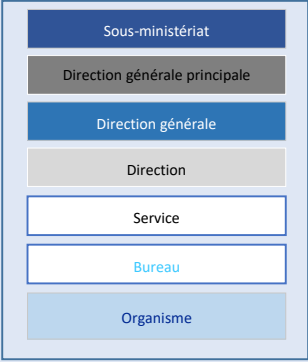 Sous-ministériat
Direction générale principale
Direction générale
Direction
Service
Bureau
Organisme